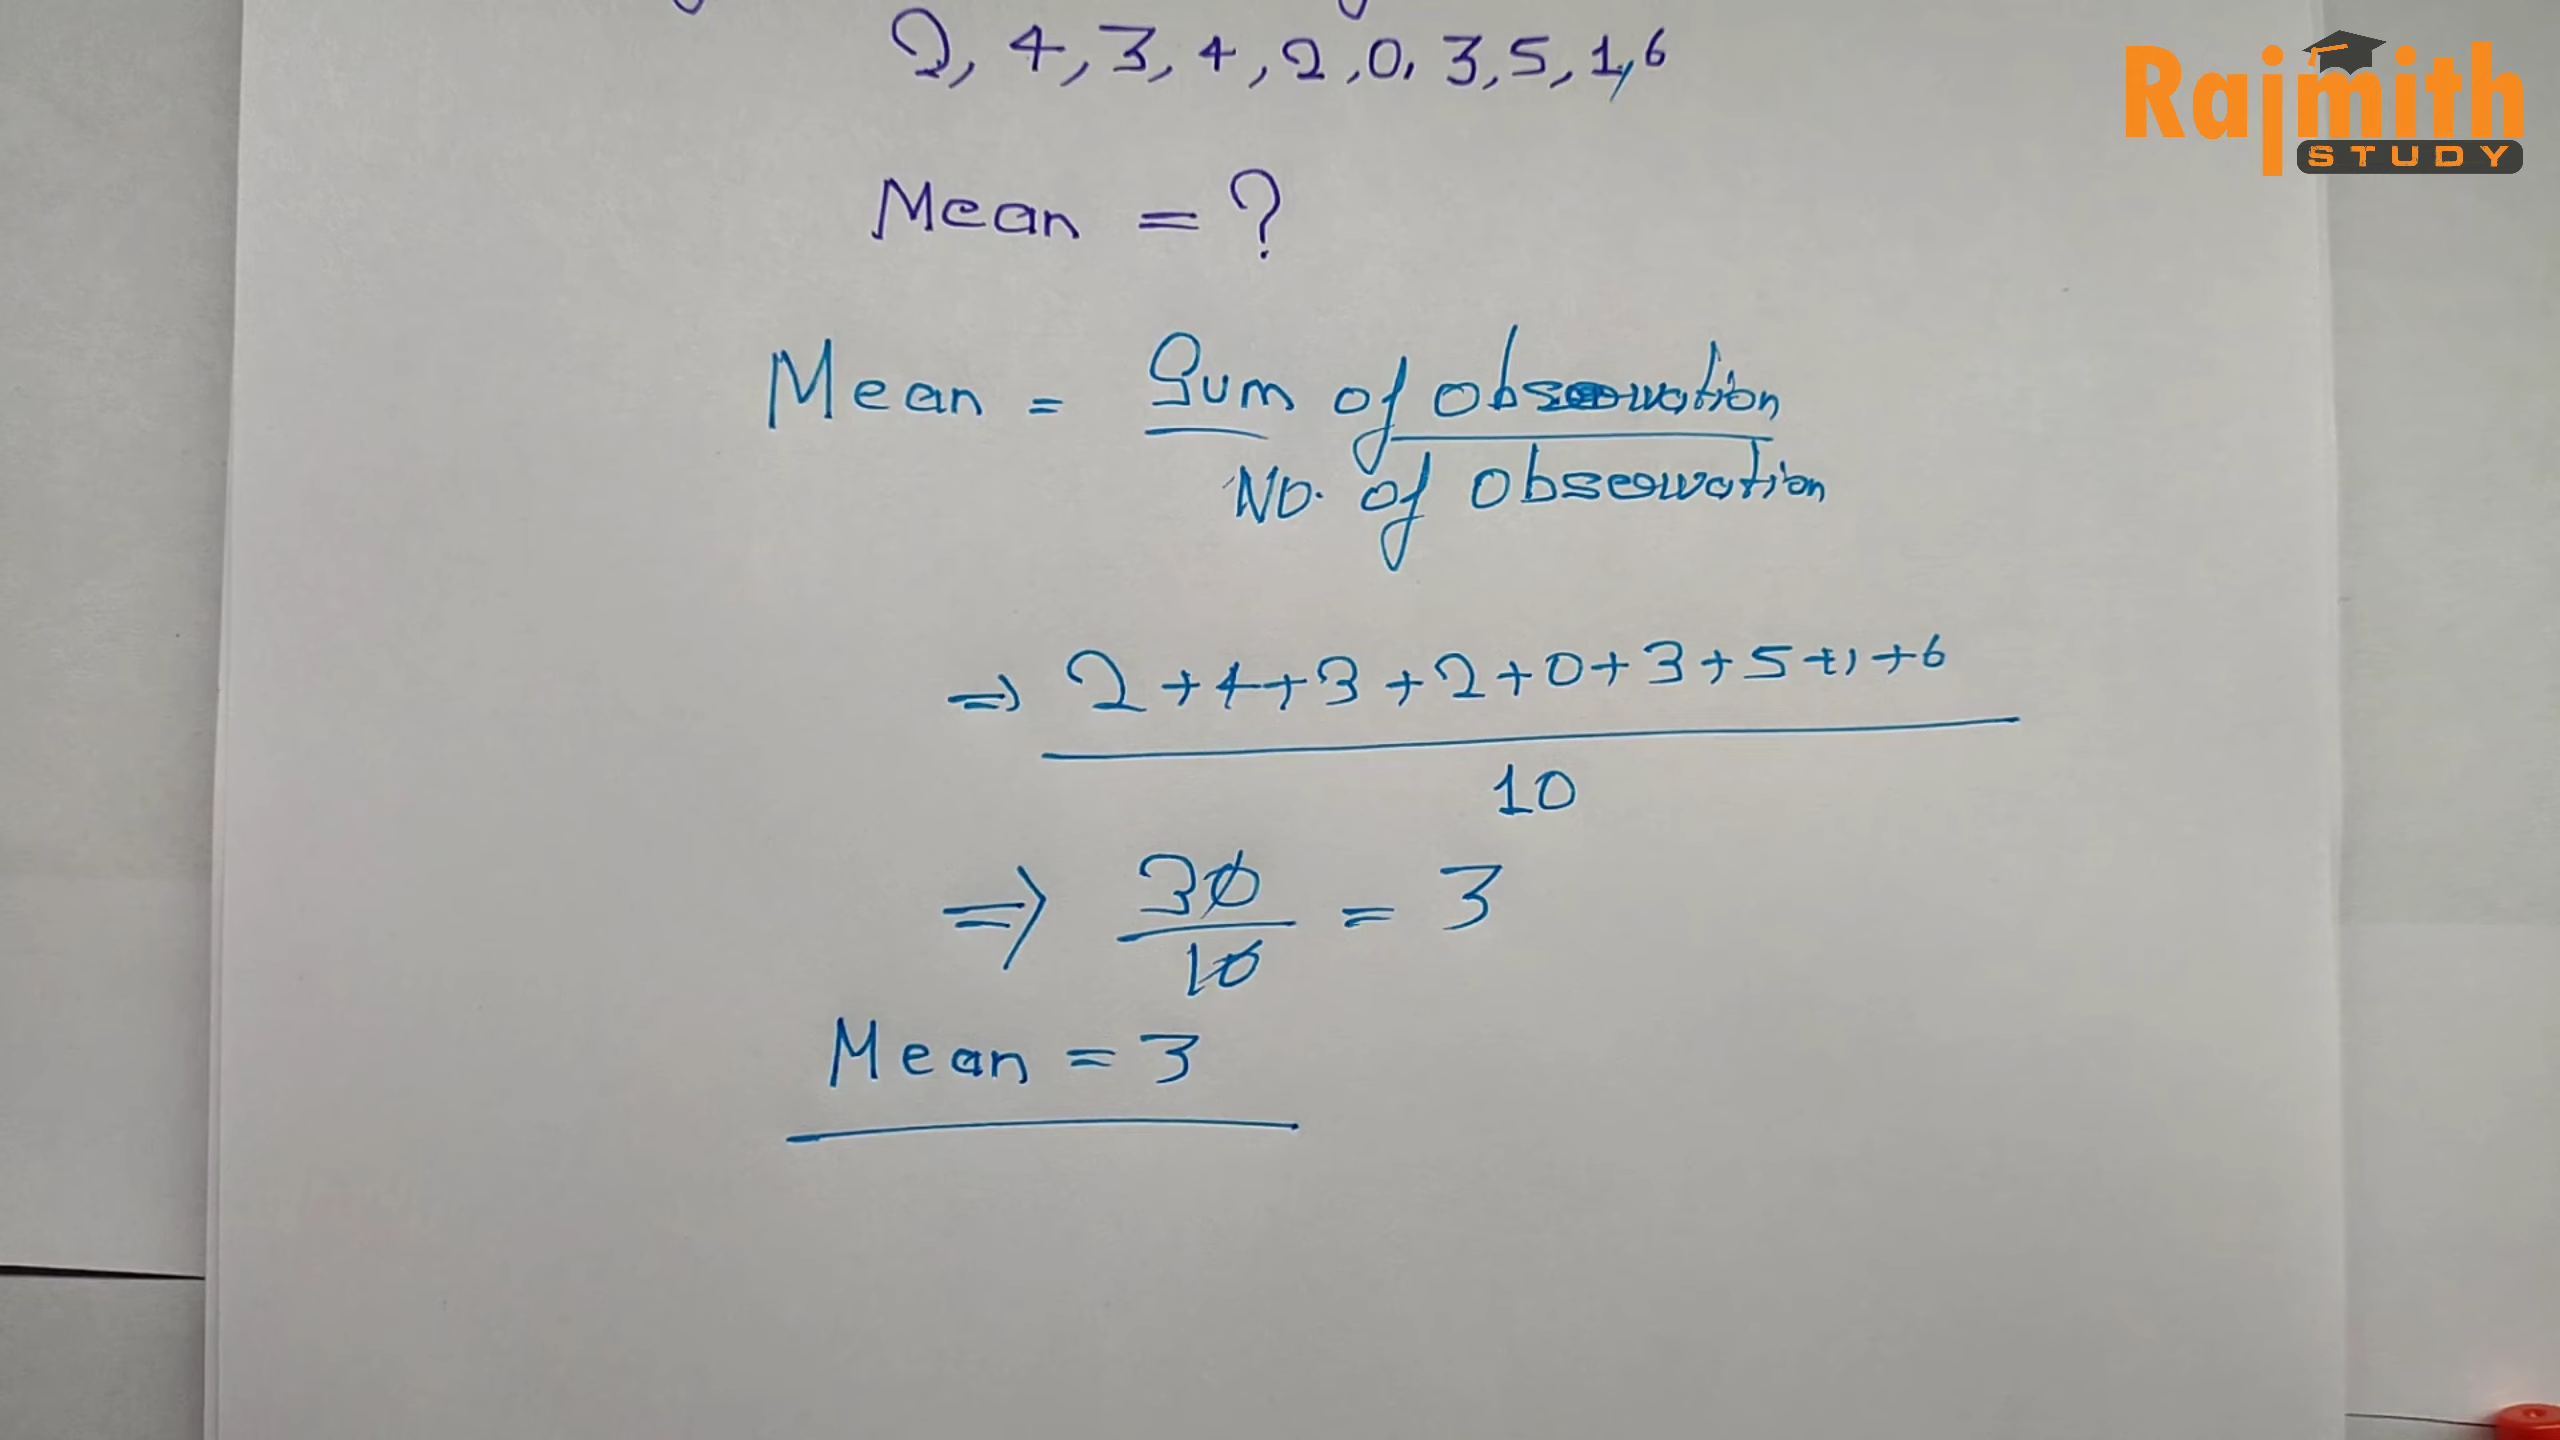 2, 4, 3, 4, 2, 0, 3, 5, 1, 6
Rajmith
STUDY
Mean = ?
Mean = Sum of observation
No. of observation
⇒ 2+4+3+2+0+3+5+1+6
10
⇒ 30
10
= 3
Mean = 3